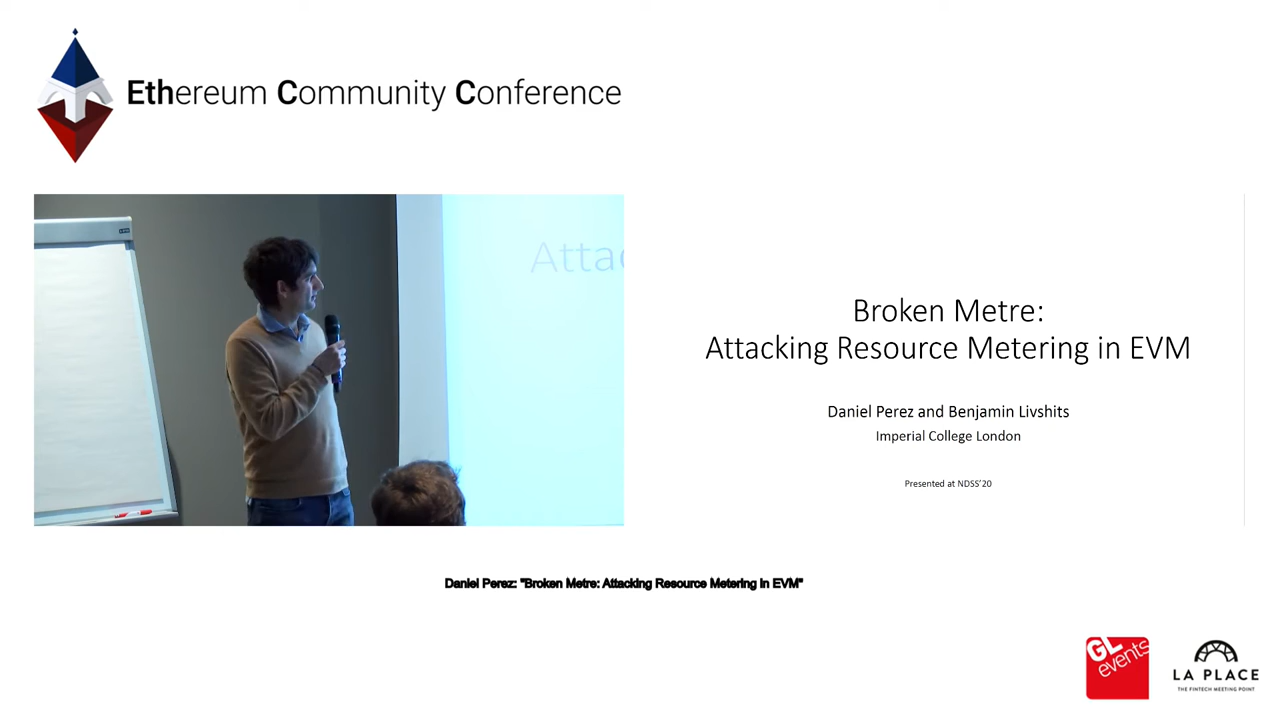 Ethereum Community Conference
Attac
Broken Metre:
Attacking Resource Metering in EVM
Daniel Perez and Benjamin Livshits
Imperial College London
Presented at NDSS'20
Daniel Perez: "Broken Metre: Attacking Resource Metering in EVM"
GL
events
LA PLACE
THE FINTECH MEETING POINT